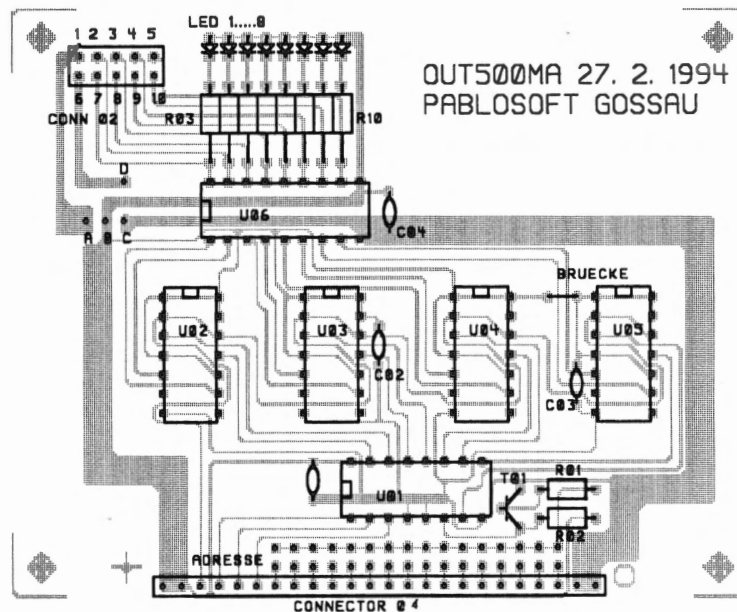 LED 1.....8
1 2 3 4 5
OUT500MA 27. 2. 1994
PABLOSOFT GOSSAU
6 7 8 9 10
CONN 02
R03
R10
D
U06
A B C
C04
BRUECKE
U02
U03
U04
U05
C02
C03
U01
T01
R01
R02
ADRESSE
CONNECTOR 04